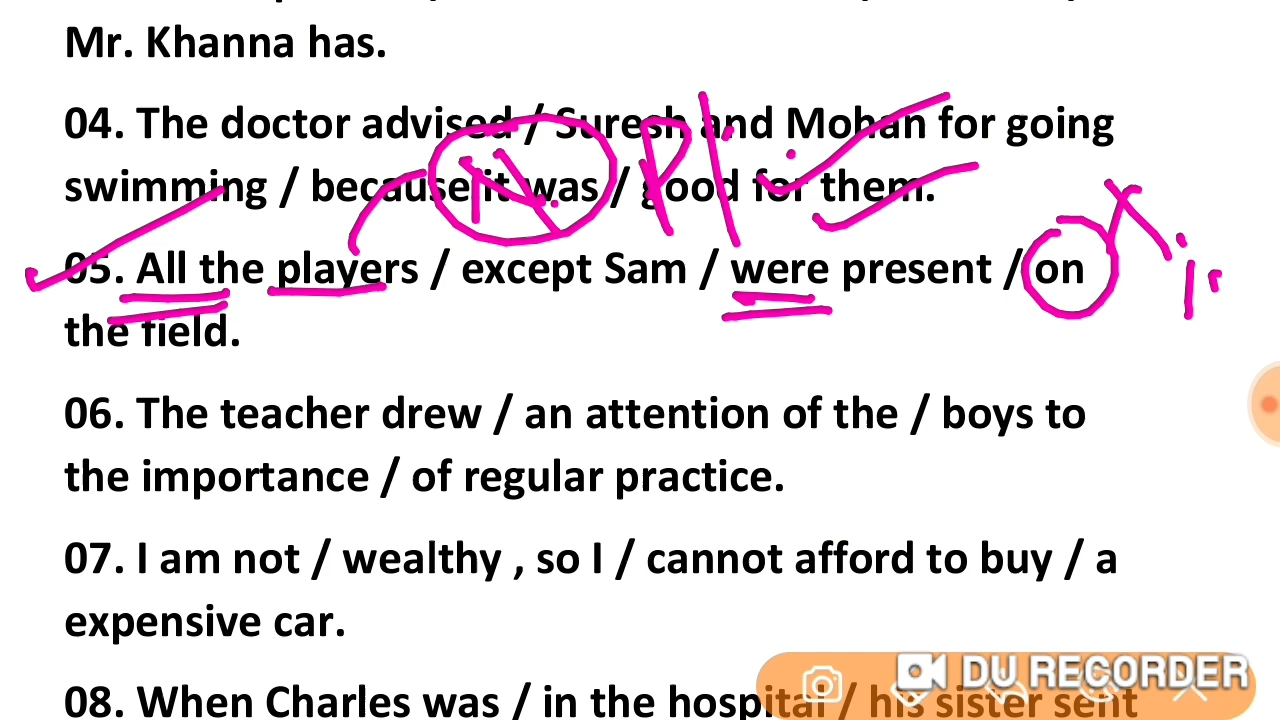 Mr. Khanna has.
04. The doctor advised / Suresh and Mohan for going
swimming / because it was / good for them.
05. All the players / except Sam / were present / on
the field.
06. The teacher drew / an attention of the / boys to
the importance / of regular practice.
07. I am not / wealthy , so I / cannot afford to buy / a
expensive car.
08. When Charles was / in the hospital / his sister sent
N. Pl.
DU RECORDER